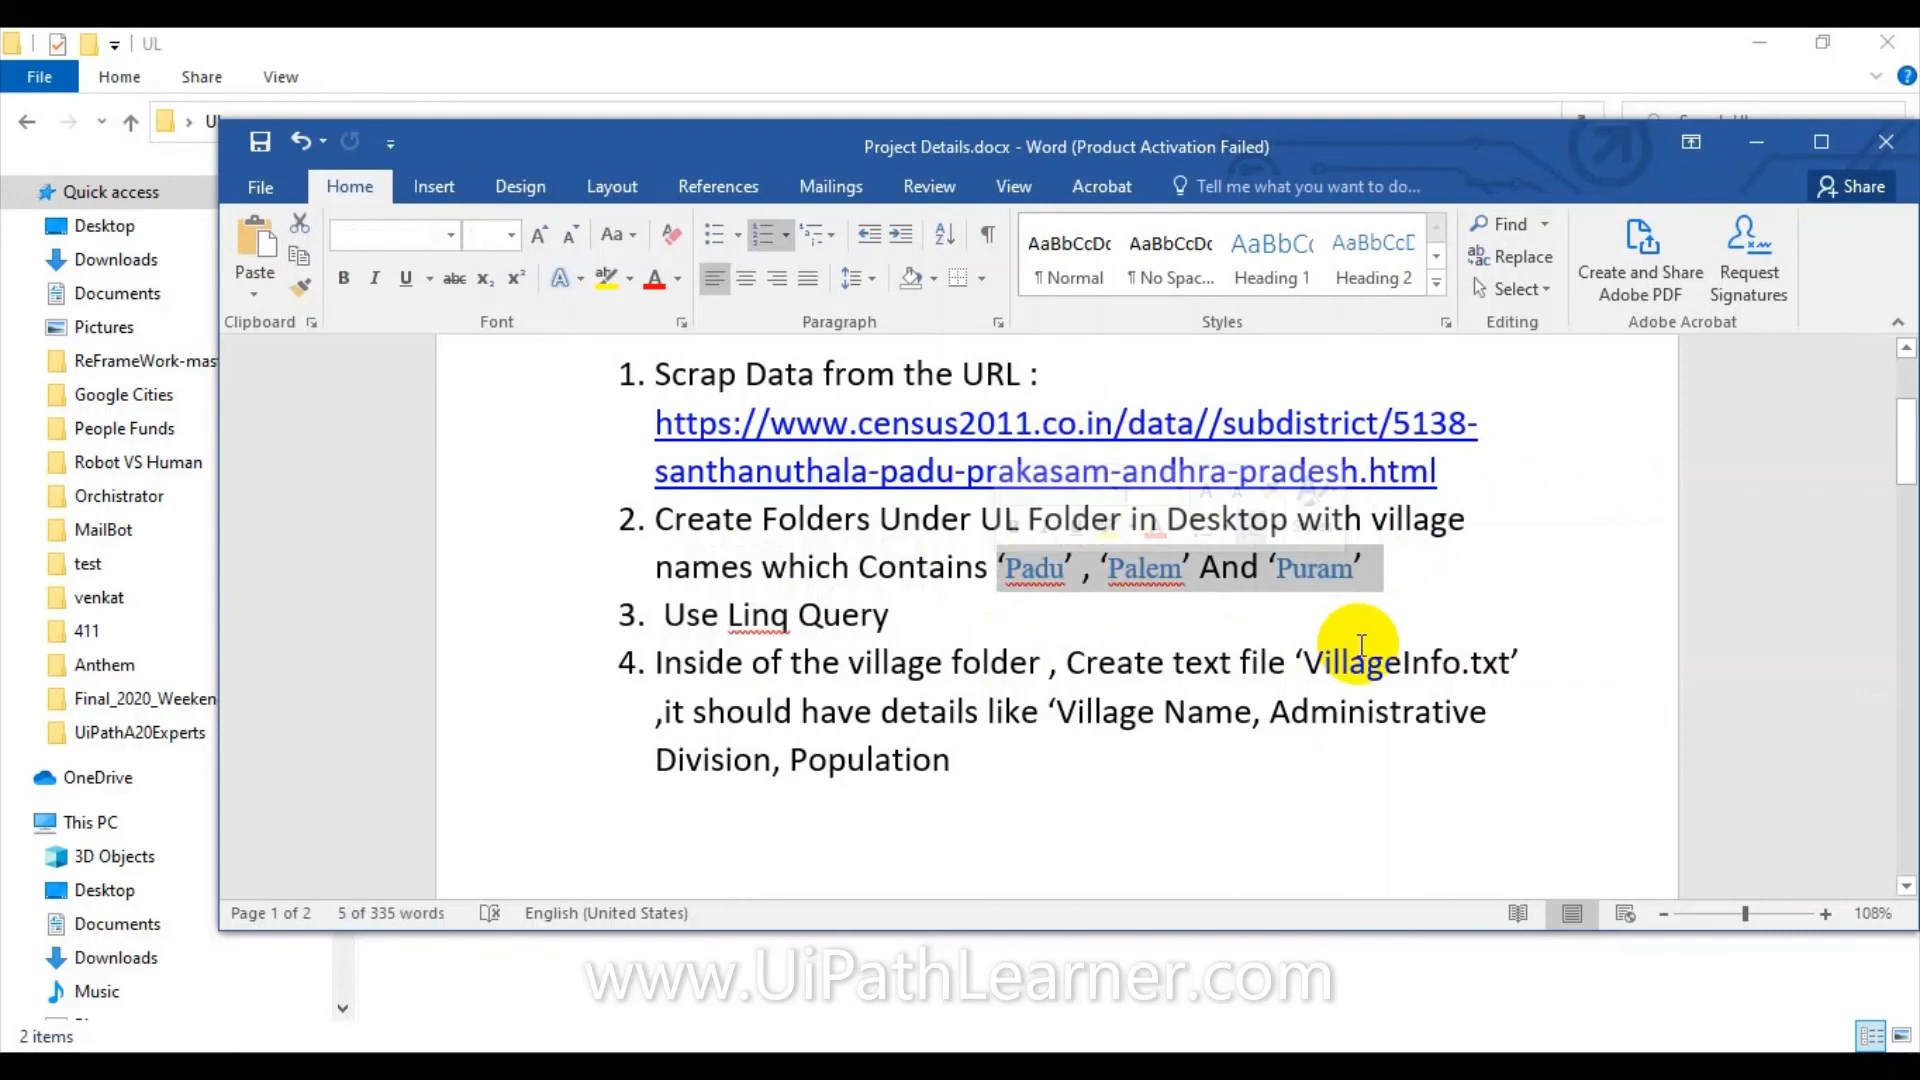 UL
File Home Share View
Project Details.docx - Word (Product Activation Failed)
File Home Insert Design Layout References Mailings Review View Acrobat Tell me what you want to do... Share
Paste
Clipboard
Aa
B I U abc x₂ x² A A
Font
Paragraph
AaBbCcDc AaBbCcDc AaBbCc AaBbCcD
¶ Normal ¶ No Spac... Heading 1 Heading 2
Styles
Find
Replace
Select
Editing
Create and Share Adobe PDF
Request Signatures
Adobe Acrobat
Quick access
Desktop
Downloads
Documents
Pictures
ReFrameWork-mas
Google Cities
People Funds
Robot VS Human
Orchistrator
MailBot
test
venkat
411
Anthem
Final_2020_Weeken
UiPathA20Experts
OneDrive
This PC
3D Objects
Desktop
Documents
Downloads
Music
2 items
1. Scrap Data from the URL :
https://www.census2011.co.in/data//subdistrict/5138-
santhanuthala-padu-prakasam-andhra-pradesh.html
2. Create Folders Under UL Folder in Desktop with village
names which Contains ‘Padu’ , ‘Palem’ And ‘Puram’
3. Use Linq Query
4. Inside of the village folder , Create text file ‘VillageInfo.txt’
,it should have details like ‘Village Name, Administrative
Division, Population
Page 1 of 2 5 of 335 words English (United States) 108%
www.UiPathLearner.com